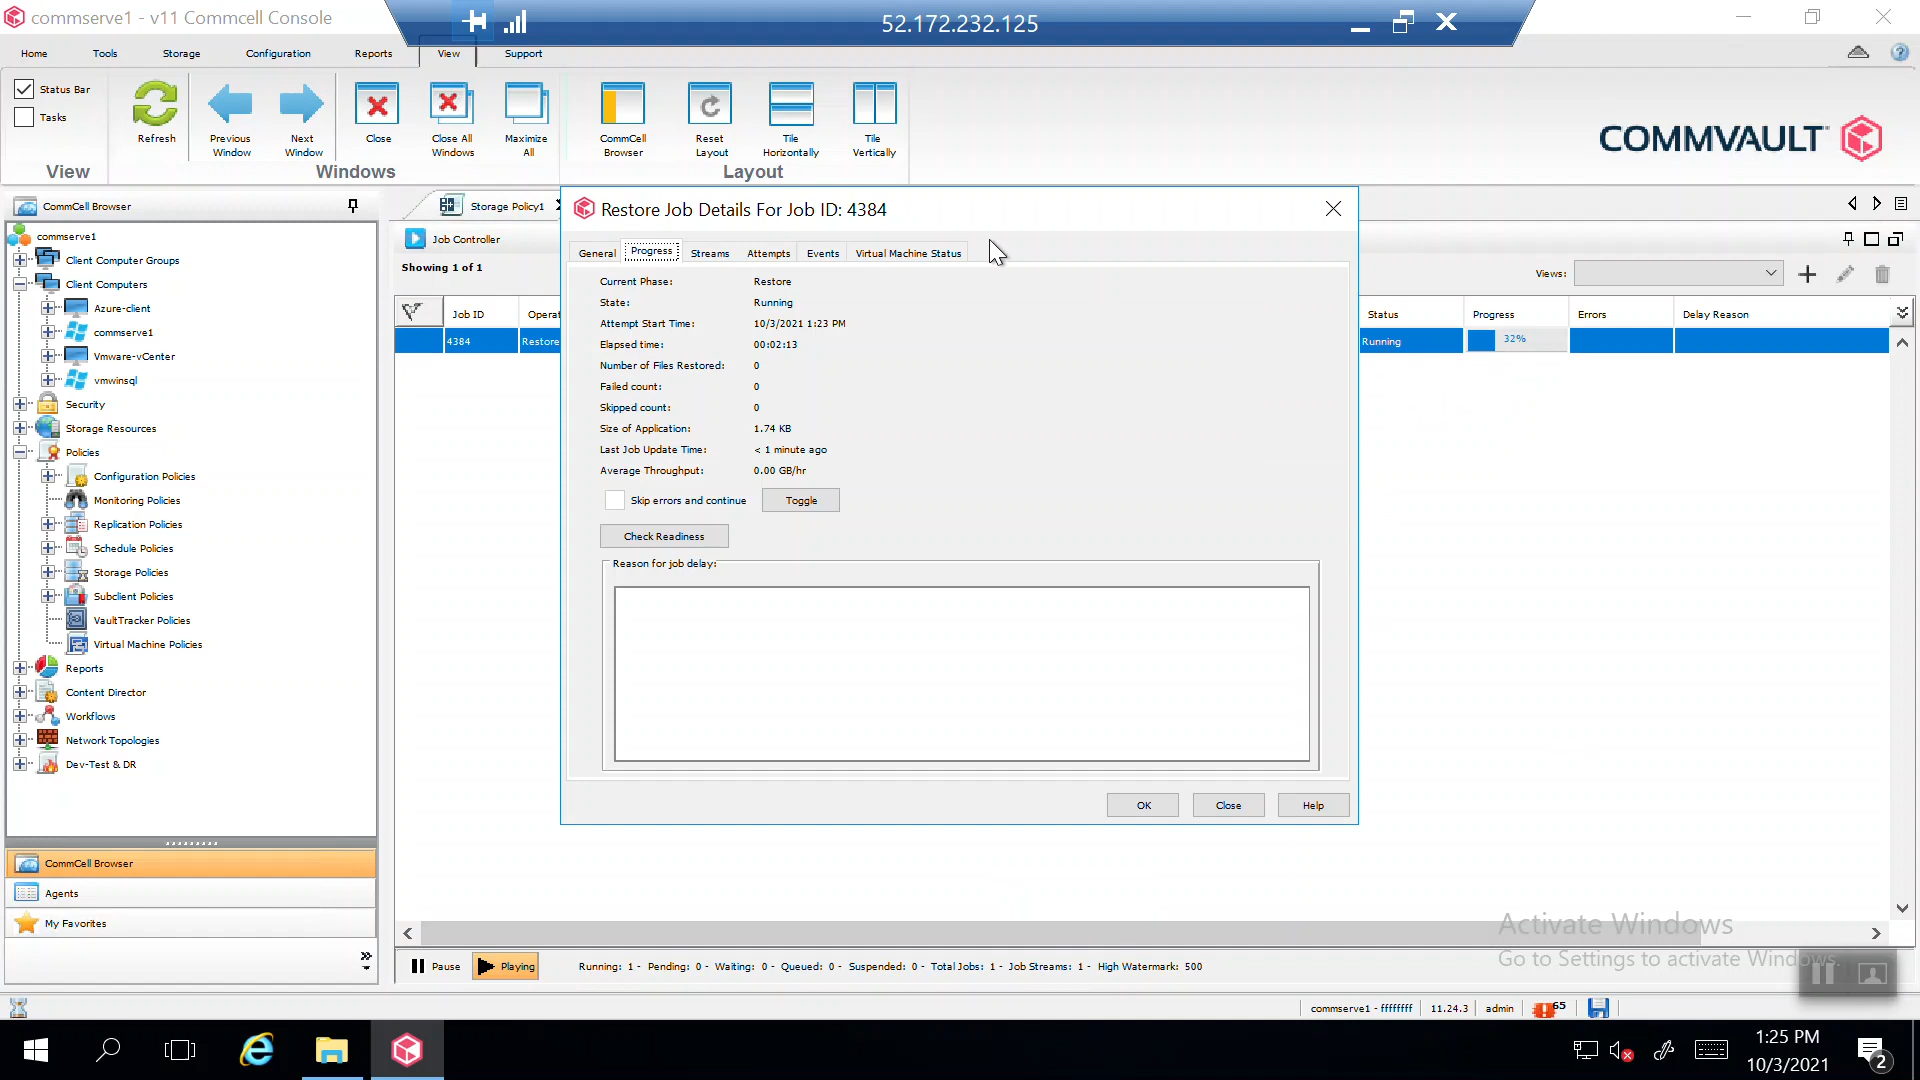 commserve1 - v11 Commcell Console
52.172.232.125
Home Tools Storage Configuration Reports View Support
Status Bar
Tasks
Refresh
Previous Window
Next Window
Close
Close All Windows
Maximize All
CommCell Browser
Reset Layout
Tile Horizontally
Tile Vertically
View Windows Layout
COMMVAULT
CommCell Browser
commserve1
Client Computer Groups
Client Computers
Azure-client
commserve1
Vmware-vCenter
vmwinsql
Security
Storage Resources
Policies
Configuration Policies
Monitoring Policies
Replication Policies
Schedule Policies
Storage Policies
Subclient Policies
VaultTracker Policies
Virtual Machine Policies
Reports
Content Director
Workflows
Network Topologies
Dev-Test & DR
CommCell Browser
Agents
My Favorites
Storage Policy1
Job Controller
Showing 1 of 1
Views:
Job ID Operat Status Progress Errors Delay Reason
4384 Restore Running 32%
Restore Job Details For Job ID: 4384
General Progress Streams Attempts Events Virtual Machine Status
Current Phase: Restore
State: Running
Attempt Start Time: 10/3/2021 1:23 PM
Elapsed time: 00:02:13
Number of Files Restored: 0
Failed count: 0
Skipped count: 0
Size of Application: 1.74 KB
Last Job Update Time: < 1 minute ago
Average Throughput: 0.00 GB/hr
Skip errors and continue Toggle
Check Readiness
Reason for job delay:
OK Close Help
Activate Windows
Go to Settings to activate Windows.
Pause Playing Running: 1 - Pending: 0 - Waiting: 0 - Queued: 0 - Suspended: 0 - Total Jobs: 1 - Job Streams: 1 - High Watermark: 500
commserve1 - ffffffff 11.24.3 admin 65
1:25 PM
10/3/2021
2